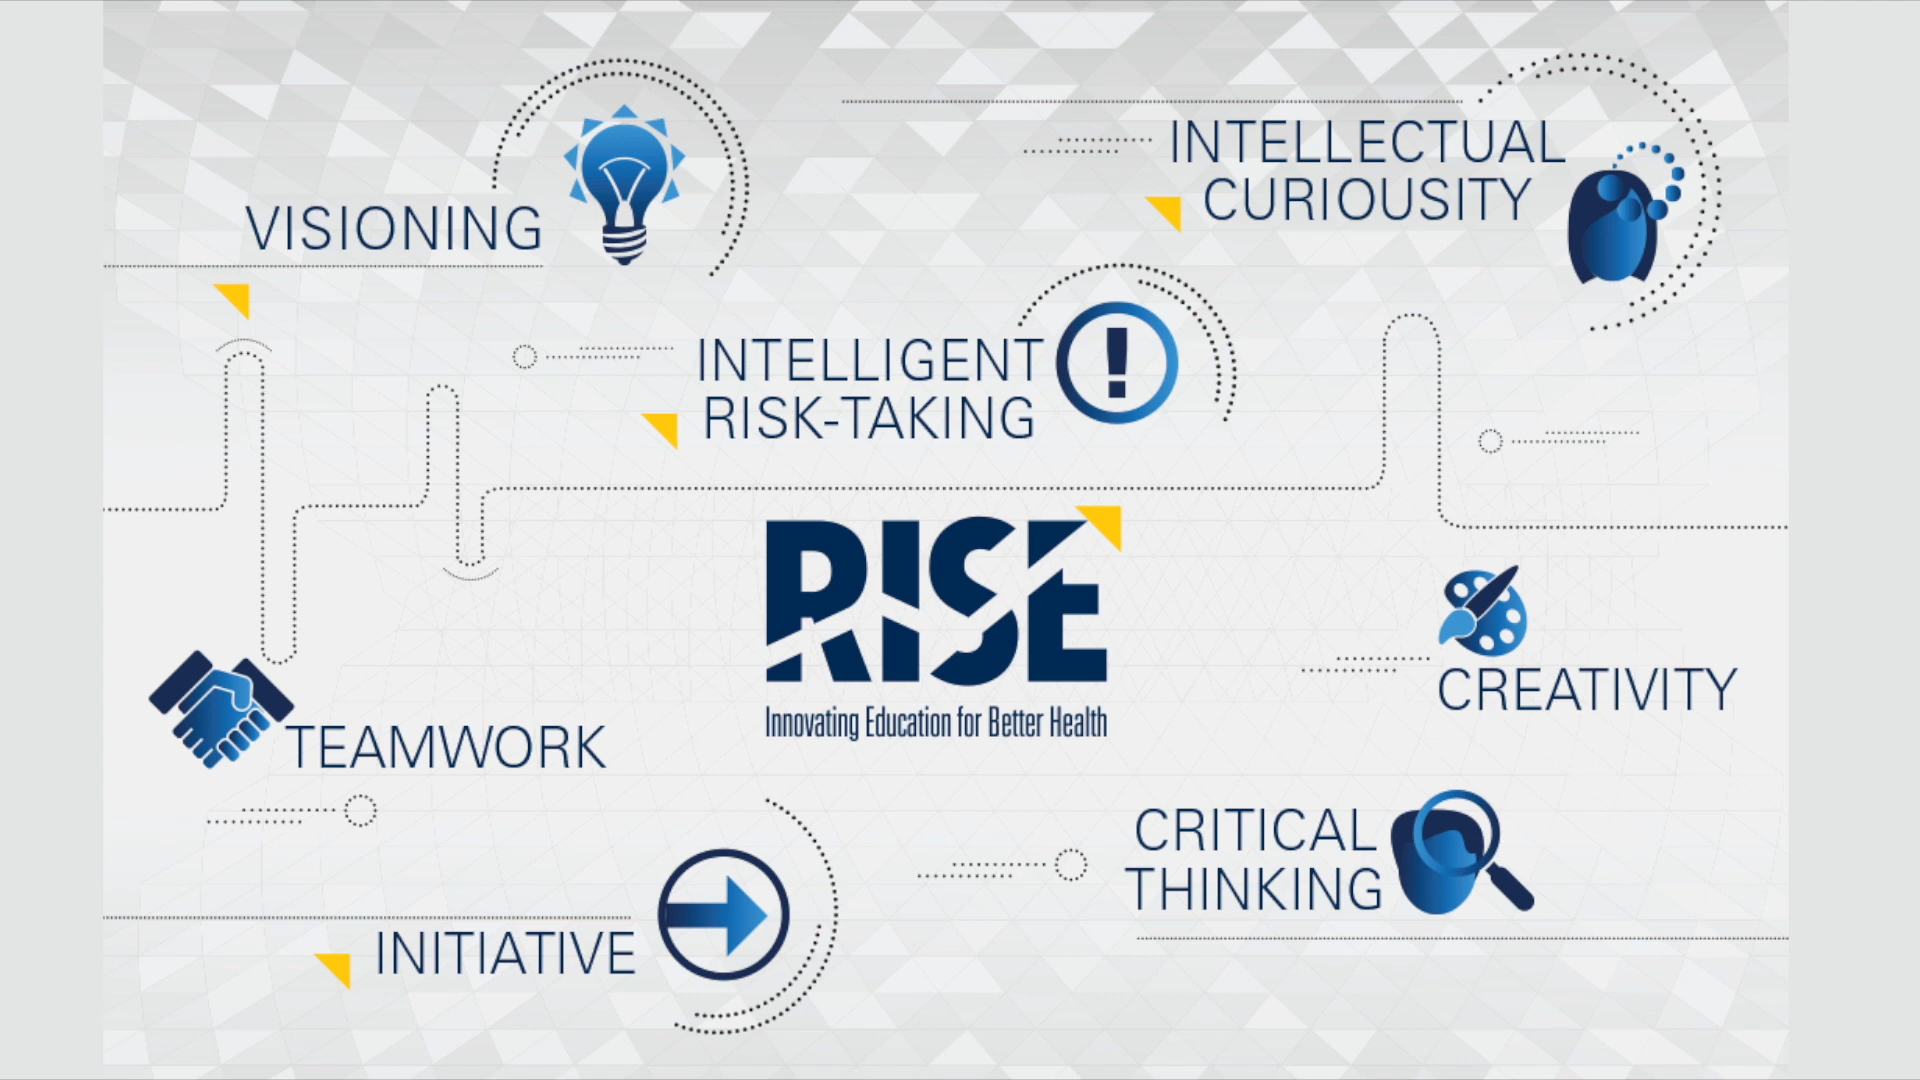 VISIONING
INTELLECTUAL
CURIOUSITY
INTELLIGENT
RISK-TAKING
!
RISE
Innovating Education for Better Health
CREATIVITY
TEAMWORK
CRITICAL
THINKING
INITIATIVE